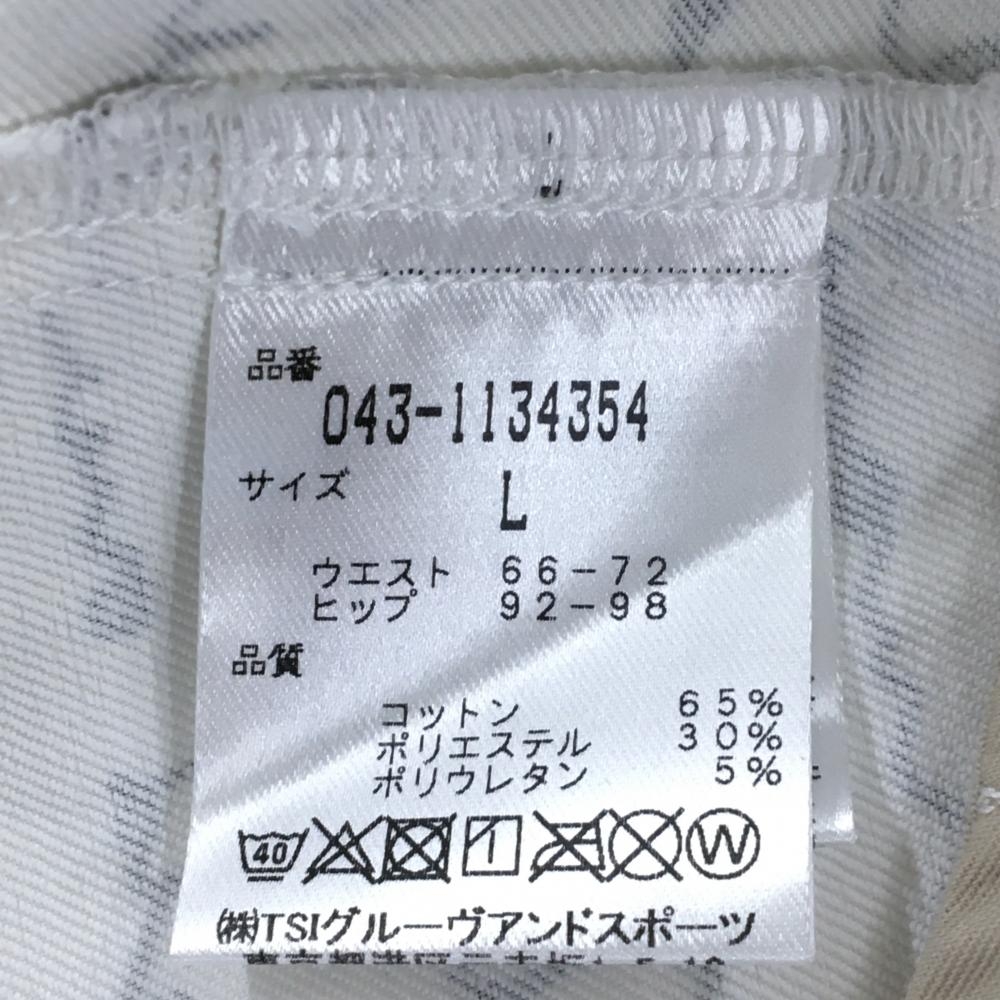 品番
043-1134354
サイズ L
ウエスト 66-72
ヒップ 92-98
品質
コットン 65%
ポリエステル 30%
ポリウレタン 5%
40 W
㈱TSIグルーヴアンドスポーツ